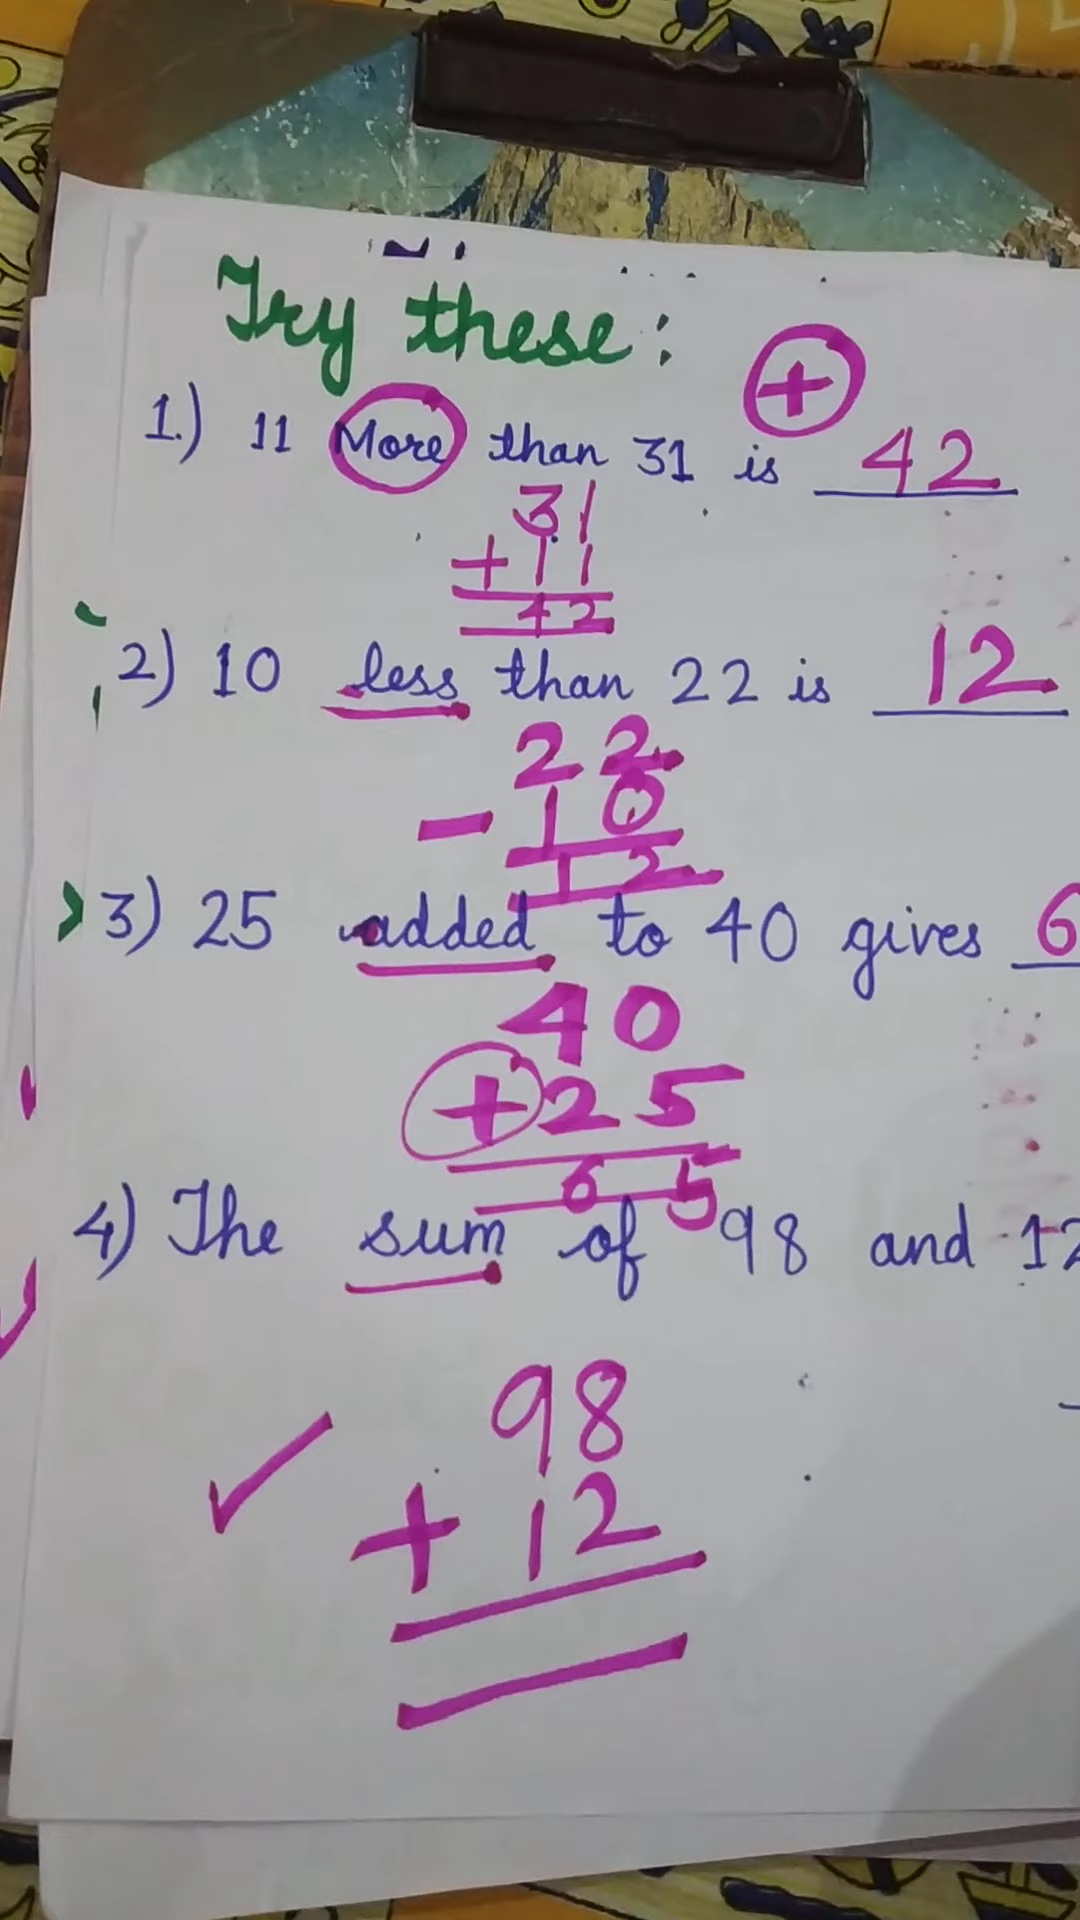 Try these:
+
1.) 11 More than 31 is 42
31
+ 11
42
2) 10 less than 22 is 12
22
- 10
12
3) 25 added to 40 gives 6
40
+ 25
65
4) The sum of 98 and 12
98
+ 12